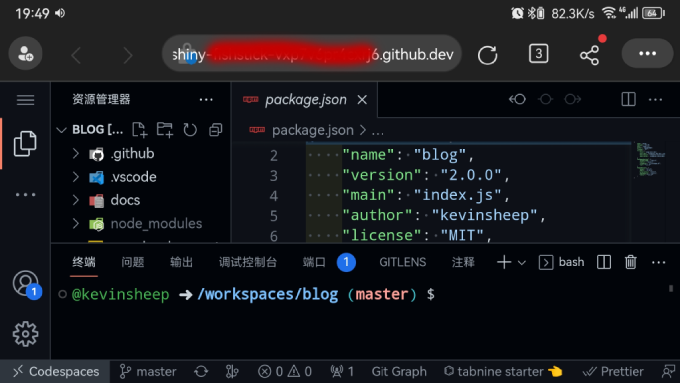 19:49 82.3K/s 4G 64
shiny- j6.github.dev 3
资源管理器 package.json
BLOG [... package.json > ...
.github
.vscode
docs
node_modules
2 "name": "blog",
3 "version": "2.0.0",
4 "main": "index.js",
5 "author": "kevinsheep",
6 "license": "MIT",
终端 问题 输出 调试控制台 端口 1 GITLENS 注释 bash
1
@kevinsheep ➜ /workspaces/blog (master) $
Codespaces master 0 0 1 Git Graph tabnine starter 👈 Prettier